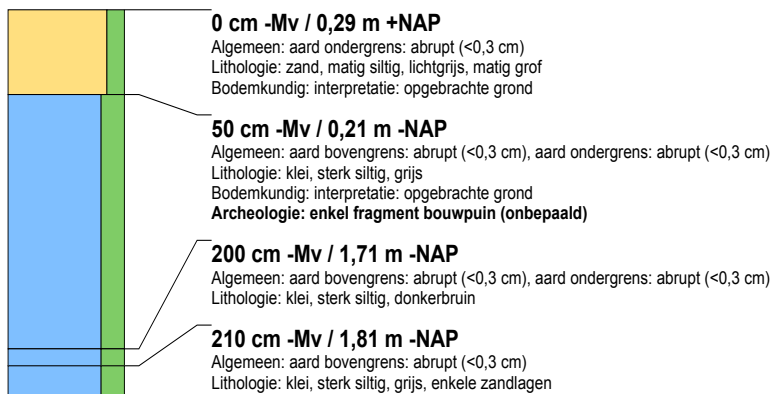 0 cm -Mv / 0,29 m +NAP
Algemeen: aard ondergrens: abrupt (<0,3 cm)
Lithologie: zand, matig siltig, lichtgrijs, matig grof
Bodemkundig: interpretatie: opgebrachte grond
50 cm -Mv / 0,21 m -NAP
Algemeen: aard bovengrens: abrupt (<0,3 cm), aard ondergrens: abrupt (<0,3 cm)
Lithologie: klei, sterk siltig, grijs
Bodemkundig: interpretatie: opgebrachte grond
Archeologie: enkel fragment bouwpuin (onbepaald)
200 cm -Mv / 1,71 m -NAP
Algemeen: aard bovengrens: abrupt (<0,3 cm), aard ondergrens: abrupt (<0,3 cm)
Lithologie: klei, sterk siltig, donkerbruin
210 cm -Mv / 1,81 m -NAP
Algemeen: aard bovengrens: abrupt (<0,3 cm)
Lithologie: klei, sterk siltig, grijs, enkele zandlagen